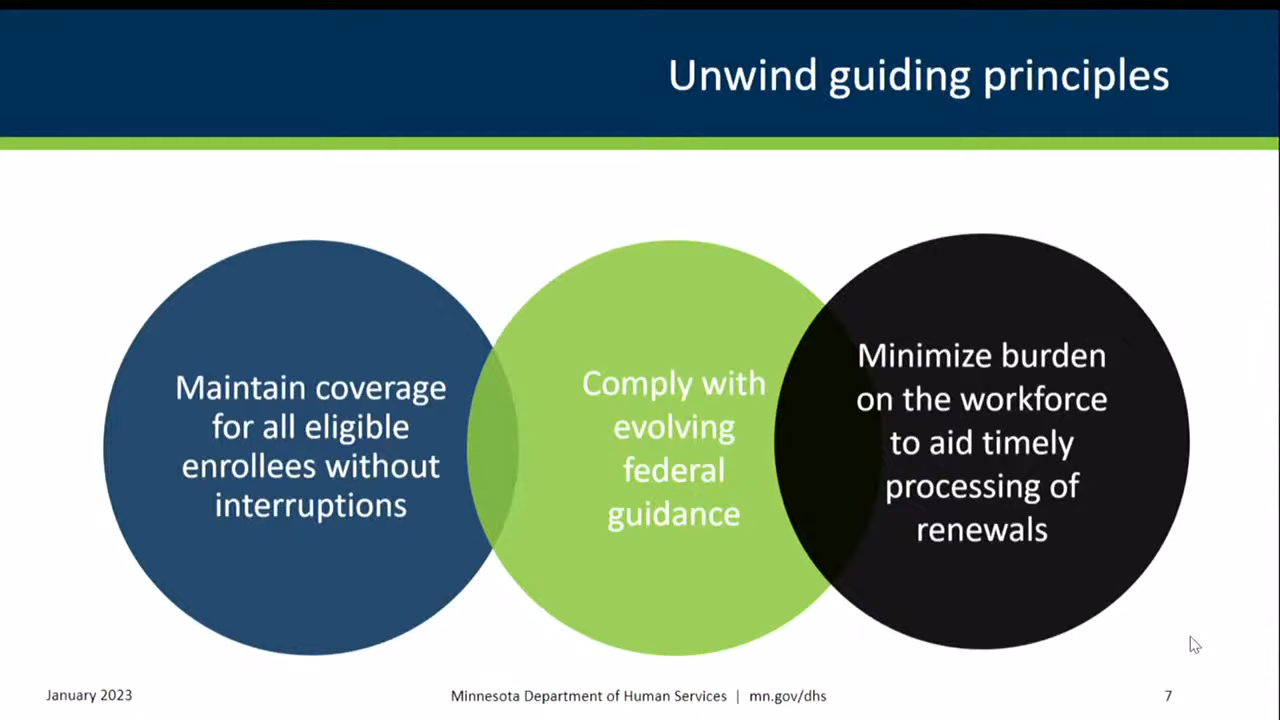 Unwind guiding principles
Maintain coverage
for all eligible
enrollees without
interruptions
Comply with
evolving
federal
guidance
Minimize burden
on the workforce
to aid timely
processing of
renewals
January 2023
Minnesota Department of Human Services | mn.gov/dhs
7